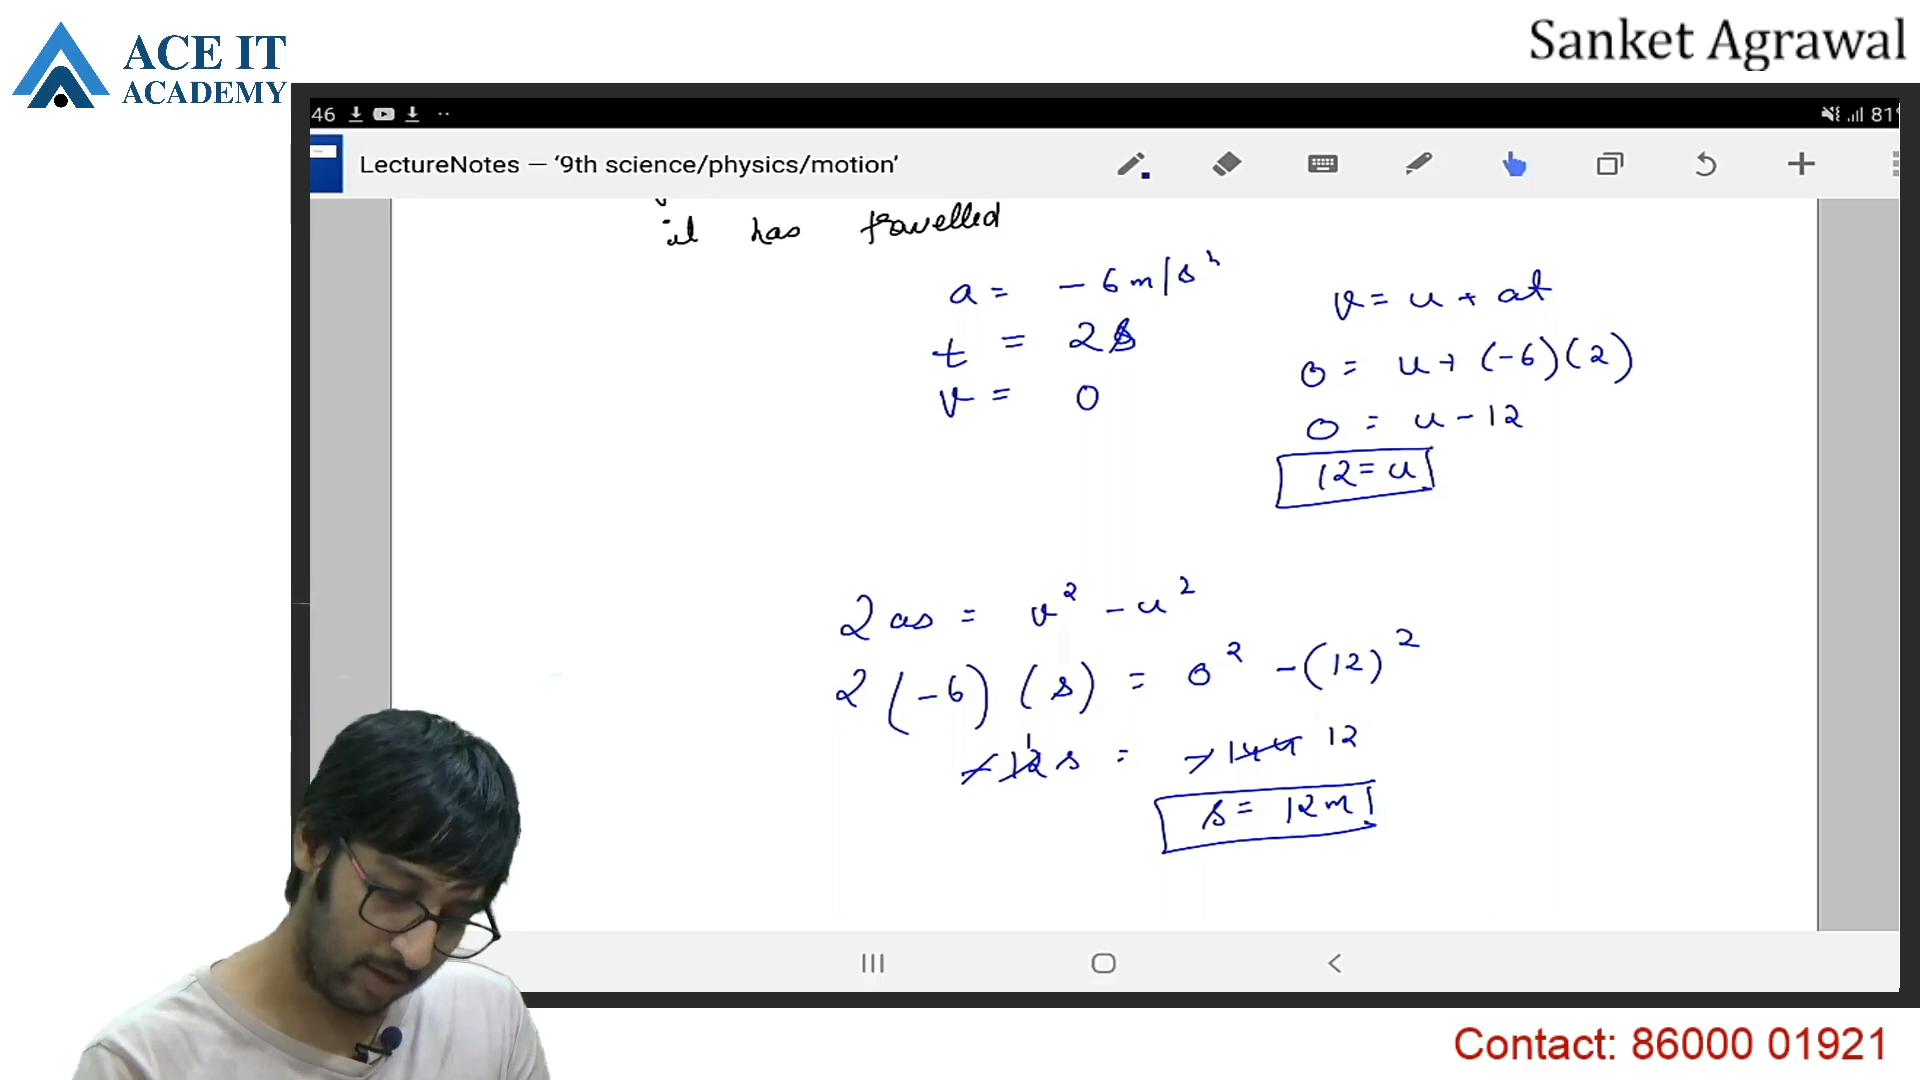 ACE IT
ACADEMY
Sanket Agrawal
46
81
LectureNotes — ‘9th science/physics/motion’
it has travelled
a = - 6 m/s²
t = 2s
v = 0
v = u + at
0 = u + (-6)(2)
0 = u - 12
12 = u
2as = v² - u²
2(-6)(s) = 0² - (12)²
-12 1 s = -144 12
s = 12m
Contact: 86000 01921